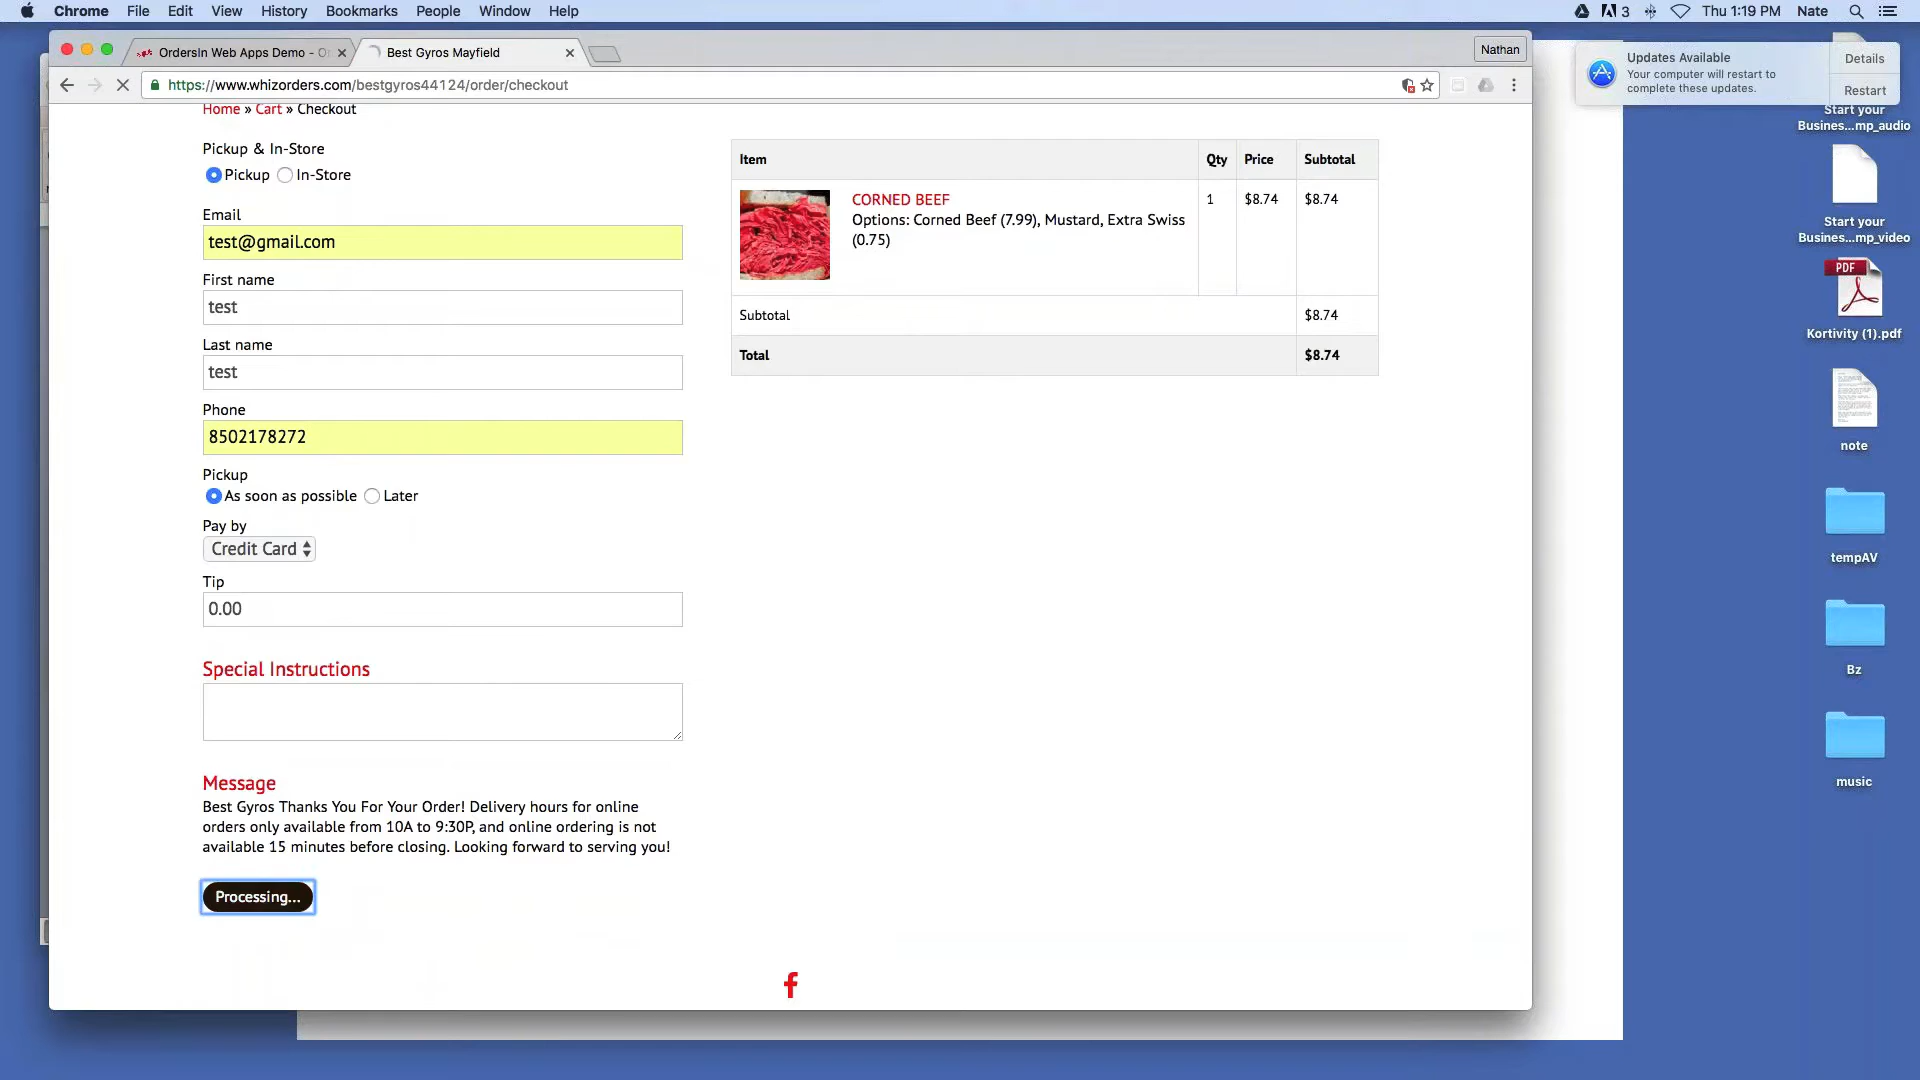 Chrome File Edit View History Bookmarks People Window Help
3 Thu 1:19 PM Nate
OrdersIn Web Apps Demo - O
Best Gyros Mayfield
Nathan
https://www.whizorders.com/bestgyros44124/order/checkout
Updates Available
Your computer will restart to
complete these updates.
Details
Restart
Home » Cart » Checkout
Pickup & In-Store
Pickup In-Store
Email
test@gmail.com
First name
test
Last name
test
Phone
8502178272
Pickup
As soon as possible Later
Pay by
Credit Card
Tip
0.00
Special Instructions
Message
Best Gyros Thanks You For Your Order! Delivery hours for online
orders only available from 10A to 9:30P, and online ordering is not
available 15 minutes before closing. Looking forward to serving you!
Processing...
Item Qty Price Subtotal
CORNED BEEF 1 $8.74 $8.74
Options: Corned Beef (7.99), Mustard, Extra Swiss
(0.75)
Subtotal $8.74
Total $8.74
f
Start your
Busines...mp_audio
Start your
Busines...mp_video
PDF
Kortivity (1).pdf
note
tempAV
Bz
music